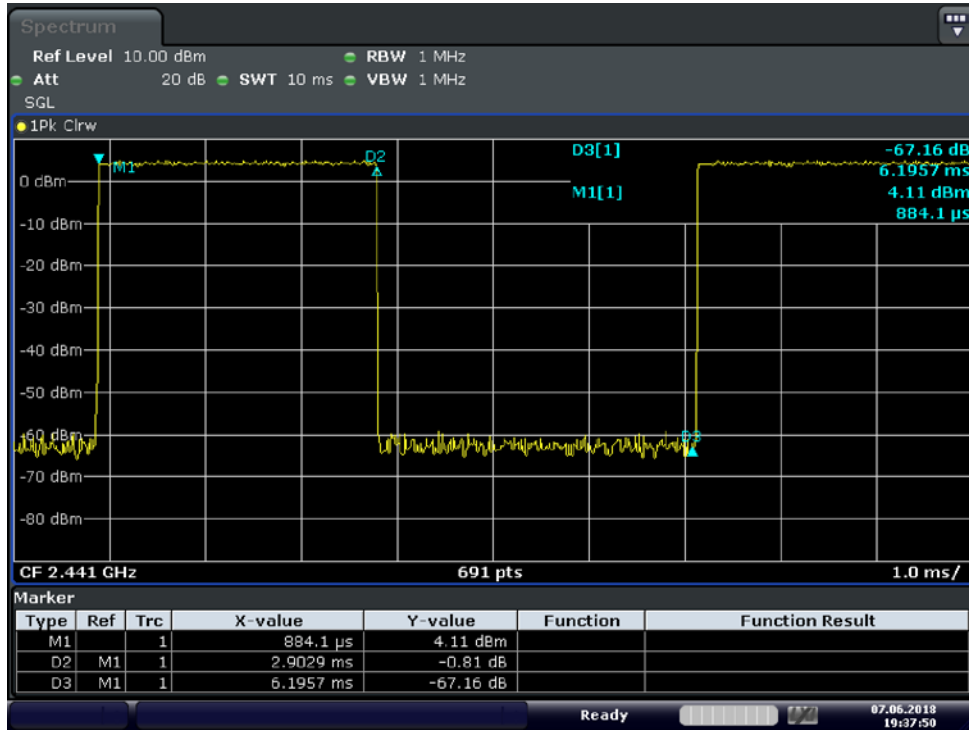 Spectrum
Ref Level 10.00 dBm RBW 1 MHz
Att 20 dB SWT 10 ms VBW 1 MHz
SGL
1Pk Clrw
D3[1] -67.16 dB
6.1957 ms
M1[1] 4.11 dBm
884.1 µs
M1
D2
0 dBm
-10 dBm
-20 dBm
-30 dBm
-40 dBm
-50 dBm
-60 dBm
D3
-70 dBm
-80 dBm
CF 2.441 GHz 691 pts 1.0 ms/
Marker
Type Ref Trc X-value Y-value Function Function Result
M1 1 884.1 µs 4.11 dBm
D2 M1 1 2.9029 ms -0.81 dB
D3 M1 1 6.1957 ms -67.16 dB
Ready 07.06.2018
19:37:50